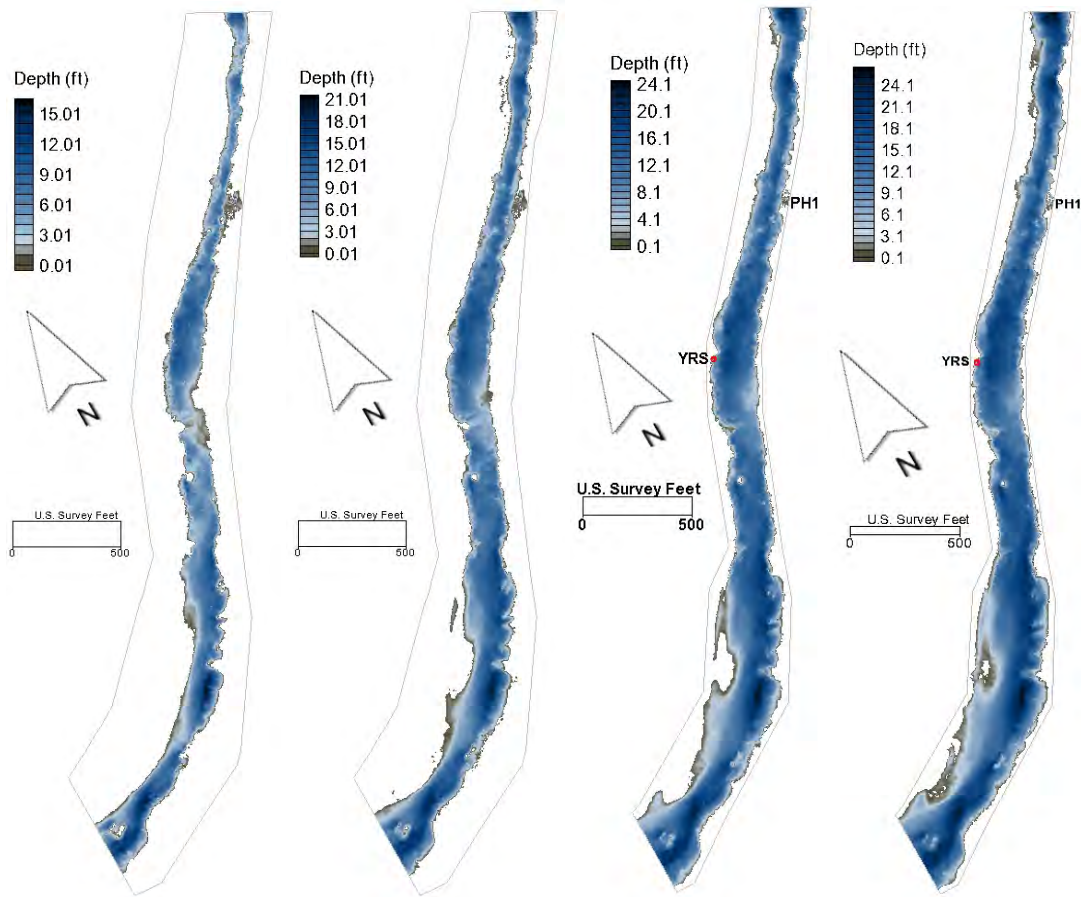 Depth (ft)
15.01
12.01
9.01
6.01
3.01
0.01
N
U.S. Survey Feet
0 500
Depth (ft)
21.01
18.01
15.01
12.01
9.01
6.01
3.01
0.01
N
U.S. Survey Feet
0 500
Depth (ft)
24.1
20.1
16.1
12.1
8.1
4.1
0.1
PH1
YRS
N
U.S. Survey Feet
0 500
Depth (ft)
24.1
21.1
18.1
15.1
12.1
9.1
6.1
3.1
0.1
PH1
YRS
N
U.S. Survey Feet
0 500